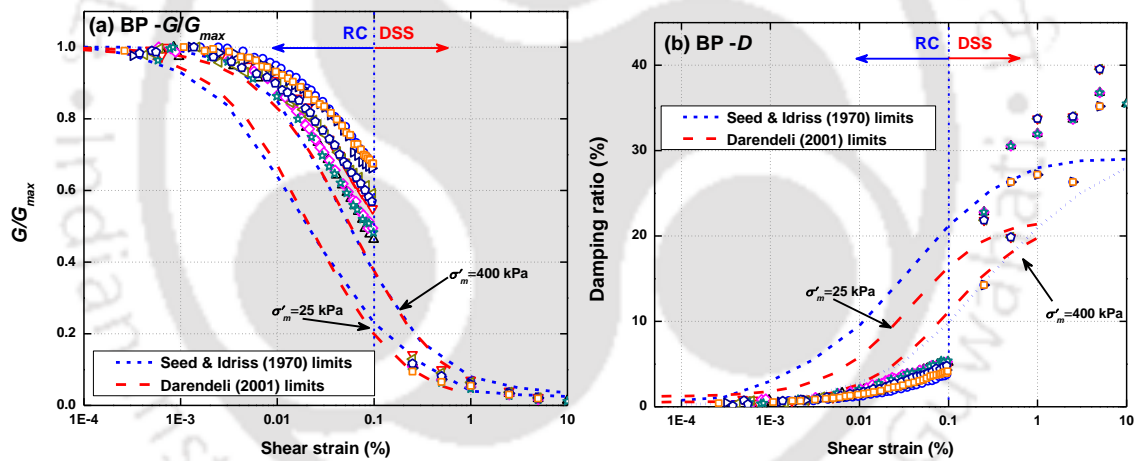 (a) BP -G/Gmax
RC DSS
1.0
0.8
0.6
0.4
0.2
0.0
G/Gmax
σ'm=400 kPa
σ'm=25 kPa
Seed & Idriss (1970) limits
Darendeli (2001) limits
1E-4 1E-3 0.01 0.1 1 10
Shear strain (%)
(b) BP -D
RC DSS
Seed & Idriss (1970) limits
Darendeli (2001) limits
50
40
30
20
10
0
Damping ratio (%)
σ'm=25 kPa
σ'm=400 kPa
1E-4 1E-3 0.01 0.1 1 10
Shear strain (%)
Indian